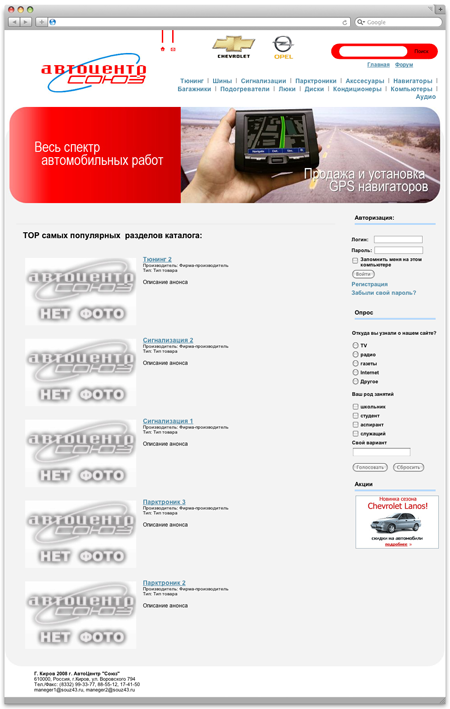 Google
автоцентр
союз
CHEVROLET
OPEL
Поиск
Главная Форум
Тюнинг | Шины | Сигнализации | Парктроники | Акссесуары | Навигаторы |
Багажники | Подогреватели | Люки | Диски | Кондиционеры | Компьютеры |
Аудио
Весь спектр
автомобильных работ
Продажа и установка
GPS навигаторов
TOP самых популярных разделов каталога:
Тюнинг 2
Производитель: Фирма-производитель
Тип: Тип товара
Описание анонса
автоцентр
союз
НЕТ ФОТО
Сигнализация 2
Производитель: Фирма-производитель
Тип: Тип товара
Описание анонса
автоцентр
союз
НЕТ ФОТО
Сигнализация 1
Производитель: Фирма-производитель
Тип: Тип товара
Описание анонса
автоцентр
союз
НЕТ ФОТО
Парктроник 3
Производитель: Фирма-производитель
Тип: Тип товара
Описание анонса
автоцентр
союз
НЕТ ФОТО
Парктроник 2
Производитель: Фирма-производитель
Тип: Тип товара
Описание анонса
автоцентр
союз
НЕТ ФОТО
Авторизация:
Логин:
Пароль:
Запомнить меня на этом
компьютере
Войти
Регистрация
Забыли свой пароль?
Опрос
Откуда вы узнали о нашем сайте?
TV
радио
газеты
Internet
Другое
Ваш род занятий
школьник
студент
аспирант
служащий
Свой вариант
Голосовать Сбросить
Акции
Новинка сезона
Chevrolet Lanos!
скидки на автомобили
подробнее »
Г. Киров 2008 г. АвтоЦентр "Союз"
610000, Россия, г.Киров, ул. Воровского 794
Тел./Факс: (8332) 99-33-77, 88-55-12, 17-41-50
maneger1@souz43.ru, maneger2@souz43.ru